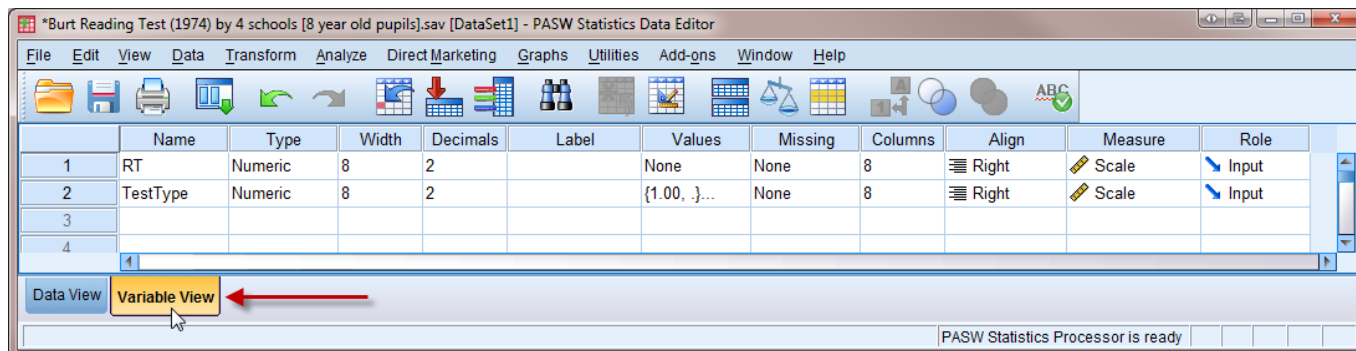 *Burt Reading Test (1974) by 4 schools [8 year old pupils].sav [DataSet1] - PASW Statistics Data Editor
File Edit View Data Transform Analyze Direct Marketing Graphs Utilities Add-ons Window Help
A
14
ABC
Name Type Width Decimals Label Values Missing Columns Align Measure Role
1 RT Numeric 8 2 None None 8 Right Scale Input
2 TestType Numeric 8 2 {1.00, .}... None 8 Right Scale Input
3
4
Data View Variable View
PASW Statistics Processor is ready